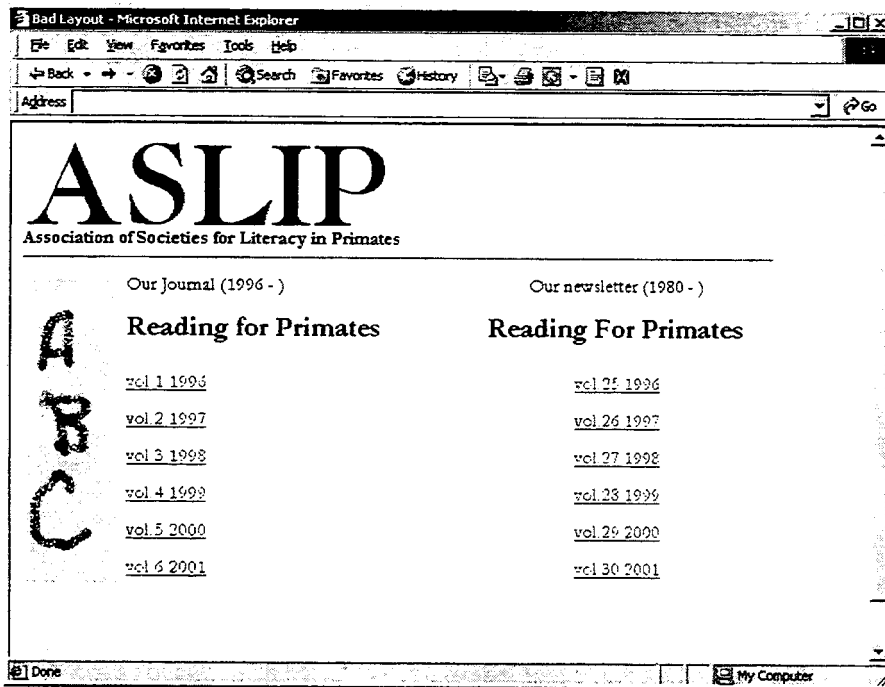 Bad Layout - Microsoft Internet Explorer
File Edit View Favorites Tools Help
Back Search Favorites History
Address Go
ASLIP
Association of Societies for Literacy in Primates
A
B
C
Our Journal (1996 - )
Reading for Primates
vol.1 1996
vol.2 1997
vol.3 1998
vol.4 1999
vol.5 2000
vol.6 2001
Our newsletter (1980 - )
Reading For Primates
vol.25 1996
vol.26 1997
vol.27 1998
vol.28 1999
vol.29 2000
vol.30 2001
Done My Computer